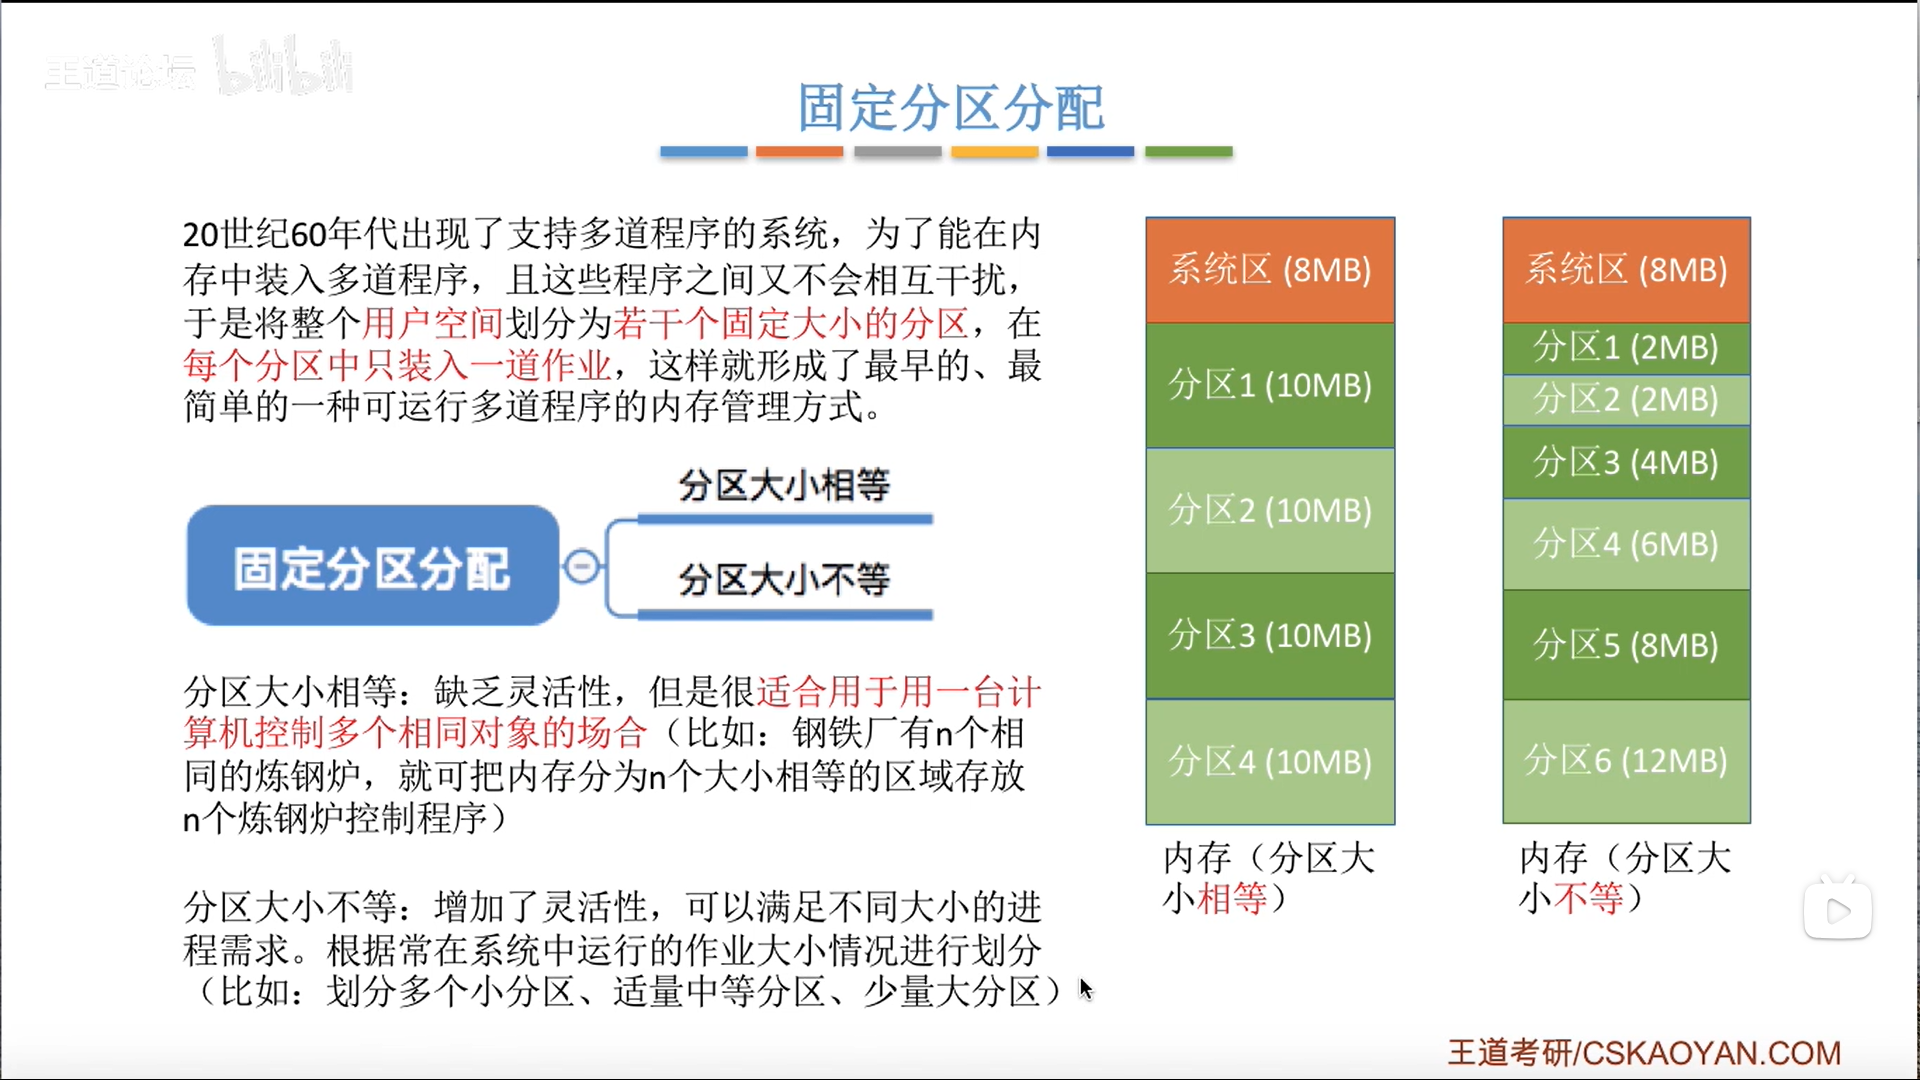 王道论坛 bilibili
固定分区分配
20世纪60年代出现了支持多道程序的系统，为了能在内
存中装入多道程序，且这些程序之间又不会相互干扰，
于是将整个用户空间划分为若干个固定大小的分区，在
每个分区中只装入一道作业，这样就形成了最早的、最
简单的一种可运行多道程序的内存管理方式。
分区大小相等
固定分区分配
分区大小不等
分区大小相等：缺乏灵活性，但是很适合用于用一台计
算机控制多个相同对象的场合（比如：钢铁厂有n个相
同的炼钢炉，就可把内存分为n个大小相等的区域存放
n个炼钢炉控制程序）
分区大小不等：增加了灵活性，可以满足不同大小的进
程需求。根据常在系统中运行的作业大小情况进行划分
（比如：划分多个小分区、适量中等分区、少量大分区）
系统区 (8MB)
分区1 (10MB)
分区2 (10MB)
分区3 (10MB)
分区4 (10MB)
内存（分区大
小相等）
系统区 (8MB)
分区1 (2MB)
分区2 (2MB)
分区3 (4MB)
分区4 (6MB)
分区5 (8MB)
分区6 (12MB)
内存（分区大
小不等）
王道考研/CSKAOYAN.COM